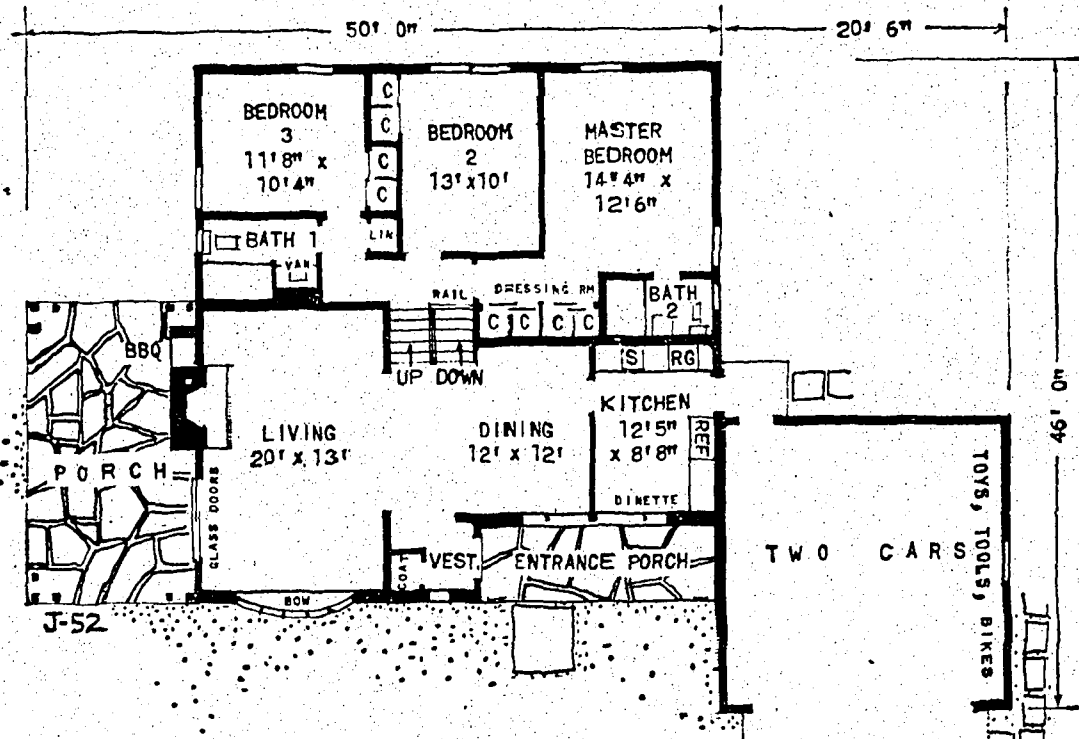 50' 0"
20' 6"
BEDROOM
3
11'8" x
10'4"
C
C
C
C
BEDROOM
2
13'x10'
MASTER
BEDROOM
14'4" x
12'6"
LIN
BATH 1
VAN
RAIL
DRESSING RM
C C C C
BATH
2
BBQ
UP DOWN
S RG
KITCHEN
12'5"
x 8'8"
REF
DINETTE
LIVING
20' x 13'
DINING
12' x 12'
PORCH
GLASS DOORS
COAT
VEST.
ENTRANCE PORCH
BOW
J-52
TWO CARS
TOYS, TOOLS, BIKES
46' 0"